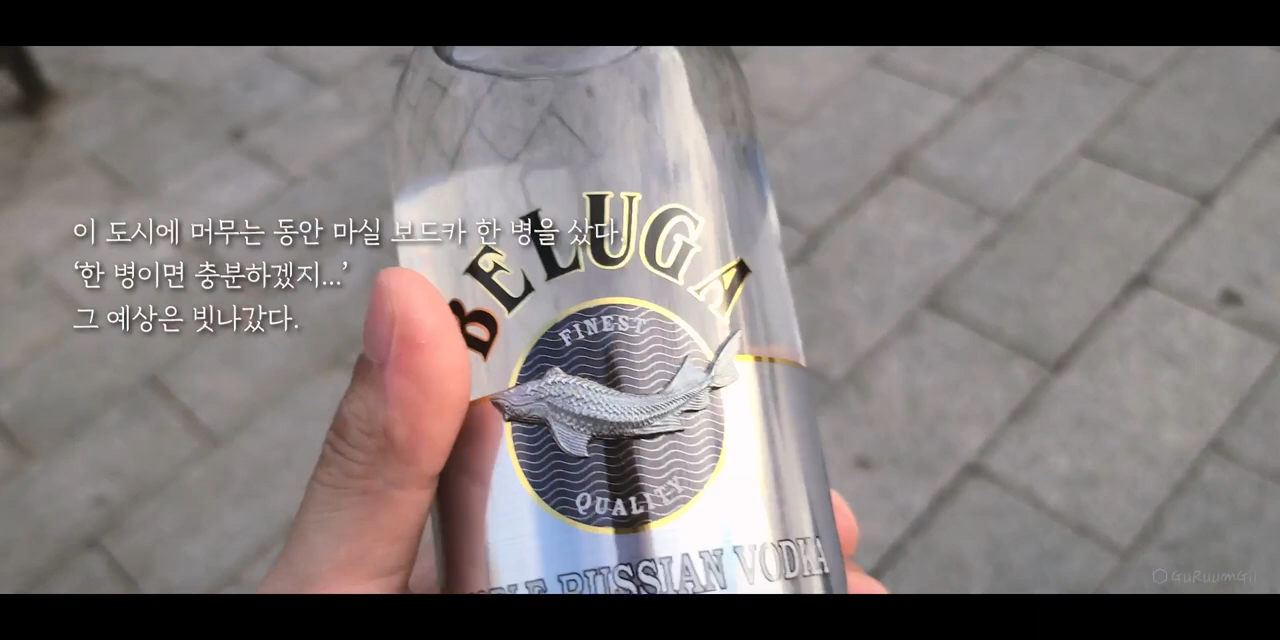 이 도시에 머무는 동안 마실 보드카 한 병을 샀다.
‘한 병이면 충분하겠지...’
그 예상은 빗나갔다.
BELUGA
FINEST
QUALITY
RUSSIAN VODKA
GuRuumGii